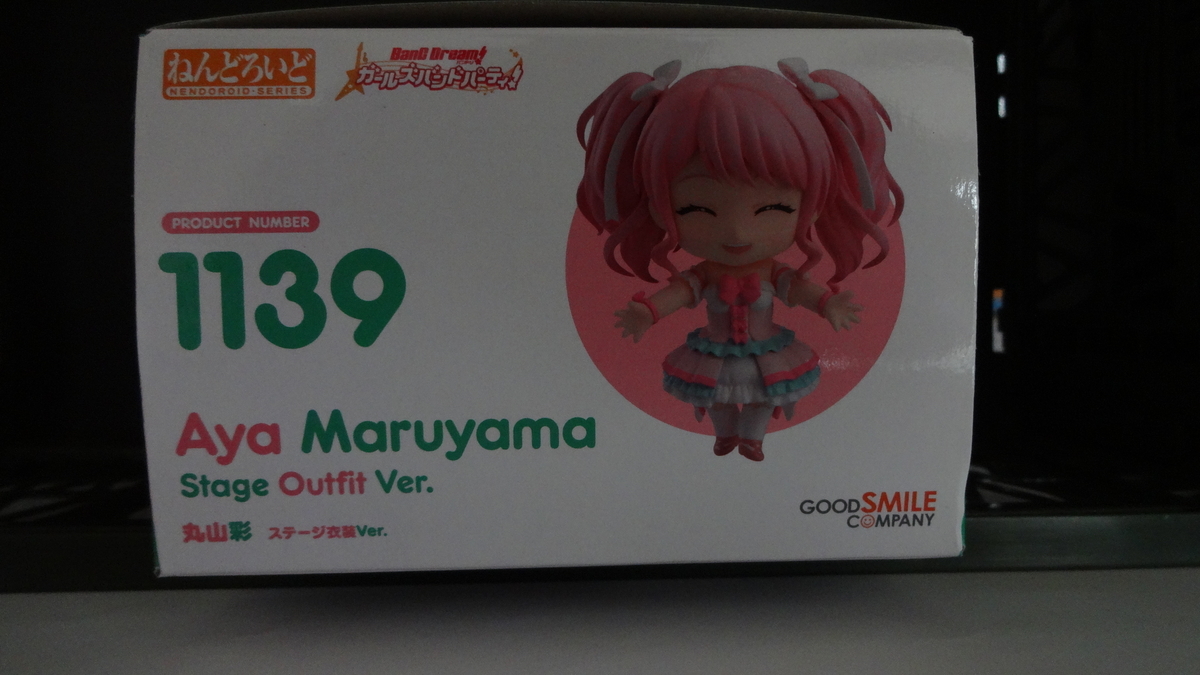 ねんどろいど
NENDOROID·SERIES
BanG Dream!
ガールズバンドパーティ!
PRODUCT NUMBER
1139
Aya Maruyama
Stage Outfit Ver.
丸山彩 ステージ衣装Ver.
GOOD SMILE
COMPANY